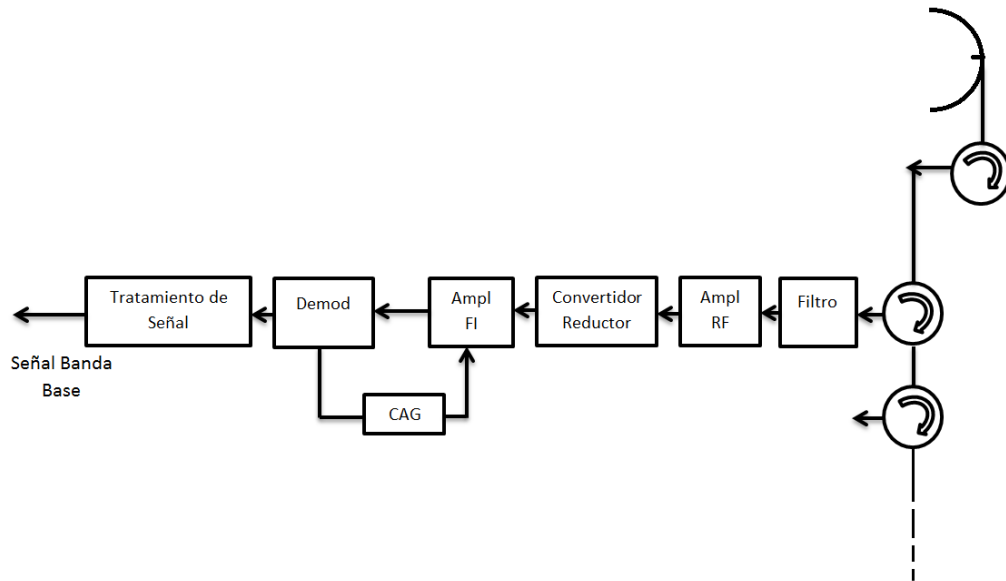 Tratamiento de
Señal
Demod
Ampl
FI
Convertidor
Reductor
Ampl
RF
Filtro
Señal Banda
Base
CAG